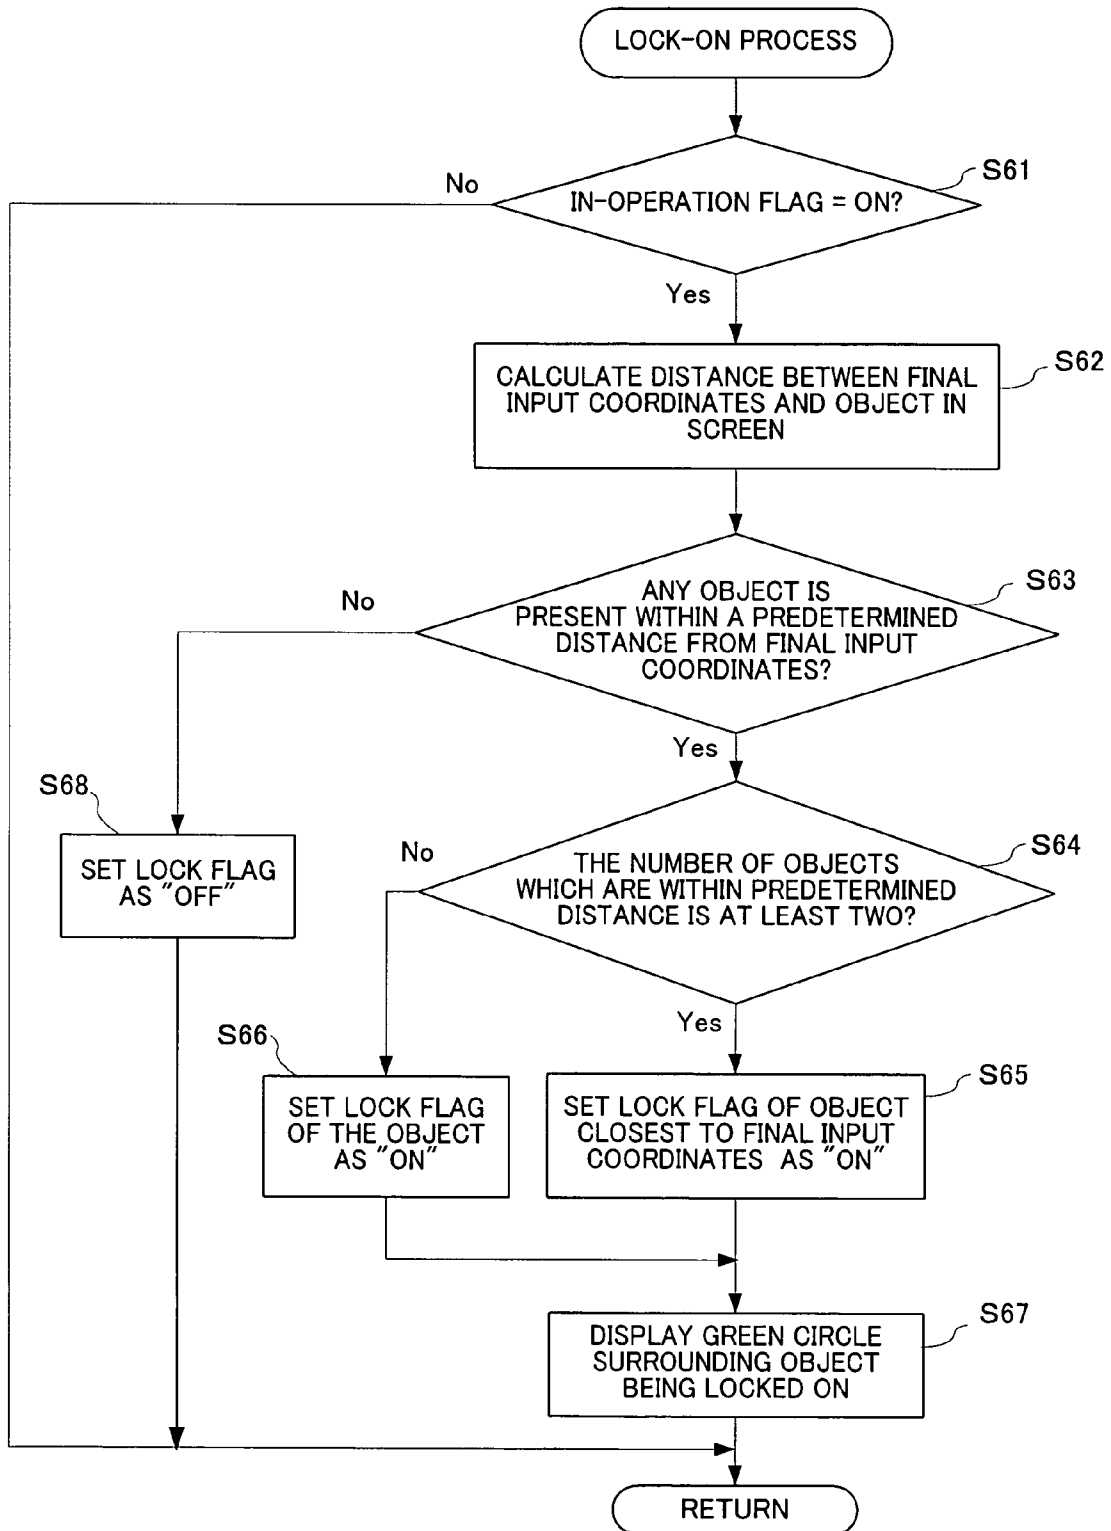 LOCK-ON PROCESS
S61
No
IN-OPERATION FLAG = ON?
Yes
S62
CALCULATE DISTANCE BETWEEN FINAL
INPUT COORDINATES AND OBJECT IN
SCREEN
S63
No
ANY OBJECT IS
PRESENT WITHIN A PREDETERMINED
DISTANCE FROM FINAL INPUT
COORDINATES?
Yes
S68
SET LOCK FLAG
AS "OFF"
S64
No
THE NUMBER OF OBJECTS
WHICH ARE WITHIN PREDETERMINED
DISTANCE IS AT LEAST TWO?
Yes
S66
SET LOCK FLAG
OF THE OBJECT
AS "ON"
S65
SET LOCK FLAG OF OBJECT
CLOSEST TO FINAL INPUT
COORDINATES AS "ON"
S67
DISPLAY GREEN CIRCLE
SURROUNDING OBJECT
BEING LOCKED ON
RETURN